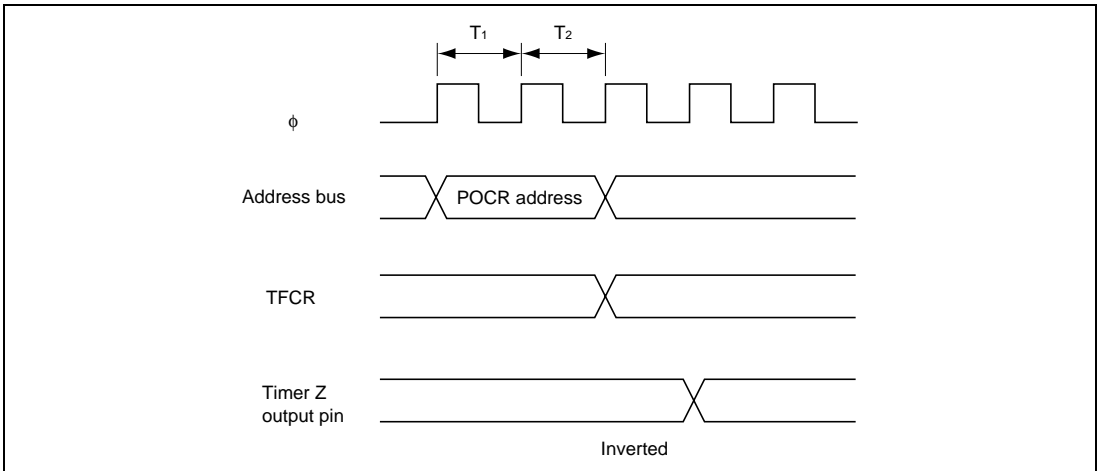 T1 T2
ϕ
Address bus POCR address
TFCR
Timer Z
output pin
Inverted